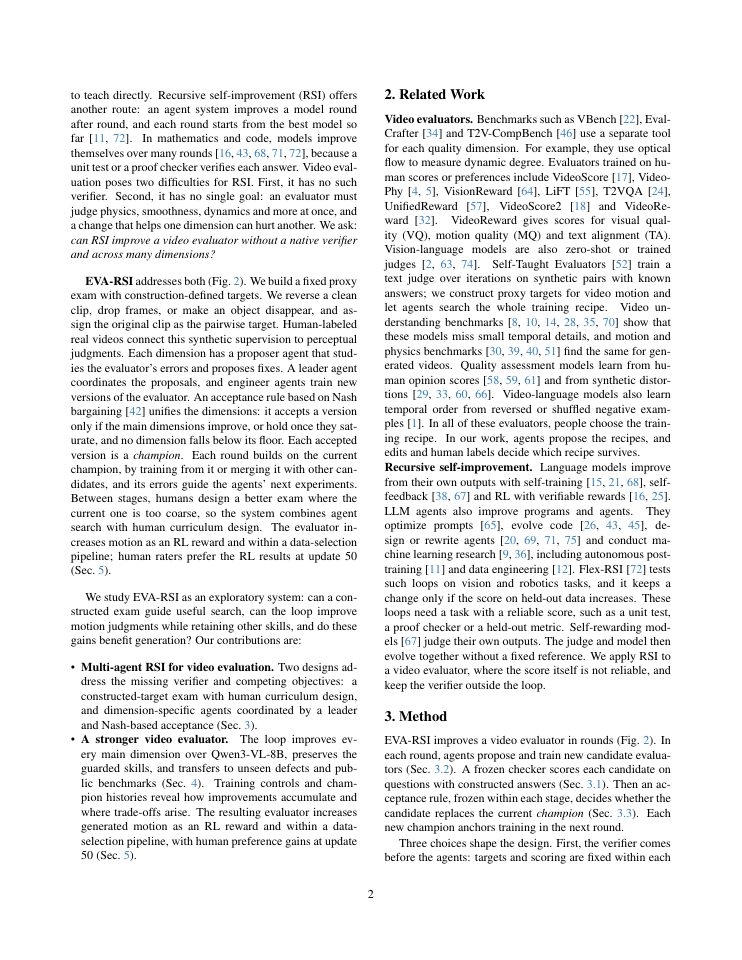 to teach directly. Recursive self-improvement (RSI) offers
another route: an agent system improves a model round
after round, and each round starts from the best model so
far [11, 72]. In mathematics and code, models improve
themselves over many rounds [16, 43, 68, 71, 72], because a
unit test or a proof checker verifies each answer. Video eval-
uation poses two difficulties for RSI. First, it has no such
verifier. Second, it has no single goal: an evaluator must
judge physics, smoothness, dynamics and more at once, and
a change that helps one dimension can hurt another. We ask:
can RSI improve a video evaluator without a native verifier
and across many dimensions?
EVA-RSI addresses both (Fig. 2). We build a fixed proxy
exam with construction-defined targets. We reverse a clean
clip, drop frames, or make an object disappear, and as-
sign the original clip as the pairwise target. Human-labeled
real videos connect this synthetic supervision to perceptual
judgments. Each dimension has a proposer agent that stud-
ies the evaluator's errors and proposes fixes. A leader agent
coordinates the proposals, and engineer agents train new
versions of the evaluator. An acceptance rule based on Nash
bargaining [42] unifies the dimensions: it accepts a version
only if the main dimensions improve, or hold once they sat-
urate, and no dimension falls below its floor. Each accepted
version is a champion. Each round builds on the current
champion, by training from it or merging it with other can-
didates, and its errors guide the agents' next experiments.
Between stages, humans design a better exam where the
current one is too coarse, so the system combines agent
search with human curriculum design. The evaluator in-
creases motion as an RL reward and within a data-selection
pipeline; human raters prefer the RL results at update 50
(Sec. 5).
We study EVA-RSI as an exploratory system: can a con-
structed exam guide useful search, can the loop improve
motion judgments while retaining other skills, and do these
gains benefit generation? Our contributions are:
• Multi-agent RSI for video evaluation. Two designs ad-
dress the missing verifier and competing objectives: a
constructed-target exam with human curriculum design,
and dimension-specific agents coordinated by a leader
and Nash-based acceptance (Sec. 3).
• A stronger video evaluator. The loop improves ev-
ery main dimension over Qwen3-VL-8B, preserves the
guarded skills, and transfers to unseen defects and pub-
lic benchmarks (Sec. 4). Training controls and cham-
pion histories reveal how improvements accumulate and
where trade-offs arise. The resulting evaluator increases
generated motion as an RL reward and within a data-
selection pipeline, with human preference gains at update
50 (Sec. 5).
2. Related Work
Video evaluators. Benchmarks such as VBench [22], Eval-
Crafter [34] and T2V-CompBench [46] use a separate tool
for each quality dimension. For example, they use optical
flow to measure dynamic degree. Evaluators trained on hu-
man scores or preferences include VideoScore [17], Video-
Phy [4, 5], VisionReward [64], LiFT [55], T2VQA [24],
UnifiedReward [57], VideoScore2 [18] and VideoRe-
ward [32]. VideoReward gives scores for visual qual-
ity (VQ), motion quality (MQ) and text alignment (TA).
Vision-language models are also zero-shot or trained
judges [2, 63, 74]. Self-Taught Evaluators [52] train a
text judge over iterations on synthetic pairs with known
answers; we construct proxy targets for video motion and
let agents search the whole training recipe. Video un-
derstanding benchmarks [8, 10, 14, 28, 35, 70] show that
these models miss small temporal details, and motion and
physics benchmarks [30, 39, 40, 51] find the same for gen-
erated videos. Quality assessment models learn from hu-
man opinion scores [58, 59, 61] and from synthetic distor-
tions [29, 33, 60, 66]. Video-language models also learn
temporal order from reversed or shuffled negative exam-
ples [1]. In all of these evaluators, people choose the train-
ing recipe. In our work, agents propose the recipes, and
edits and human labels decide which recipe survives.
Recursive self-improvement. Language models improve
from their own outputs with self-training [15, 21, 68], self-
feedback [38, 67] and RL with verifiable rewards [16, 25].
LLM agents also improve programs and agents. They
optimize prompts [65], evolve code [26, 43, 45], de-
sign or rewrite agents [20, 69, 71, 75] and conduct ma-
chine learning research [9, 36], including autonomous post-
training [11] and data engineering [12]. Flex-RSI [72] tests
such loops on vision and robotics tasks, and it keeps a
change only if the score on held-out data increases. These
loops need a task with a reliable score, such as a unit test,
a proof checker or a held-out metric. Self-rewarding mod-
els [67] judge their own outputs. The judge and model then
evolve together without a fixed reference. We apply RSI to
a video evaluator, where the score itself is not reliable, and
keep the verifier outside the loop.
3. Method
EVA-RSI improves a video evaluator in rounds (Fig. 2). In
each round, agents propose and train new candidate evalua-
tors (Sec. 3.2). A frozen checker scores each candidate on
questions with constructed answers (Sec. 3.1). Then an ac-
ceptance rule, frozen within each stage, decides whether the
candidate replaces the current champion (Sec. 3.3). Each
new champion anchors training in the next round.
Three choices shape the design. First, the verifier comes
before the agents: targets and scoring are fixed within each
2